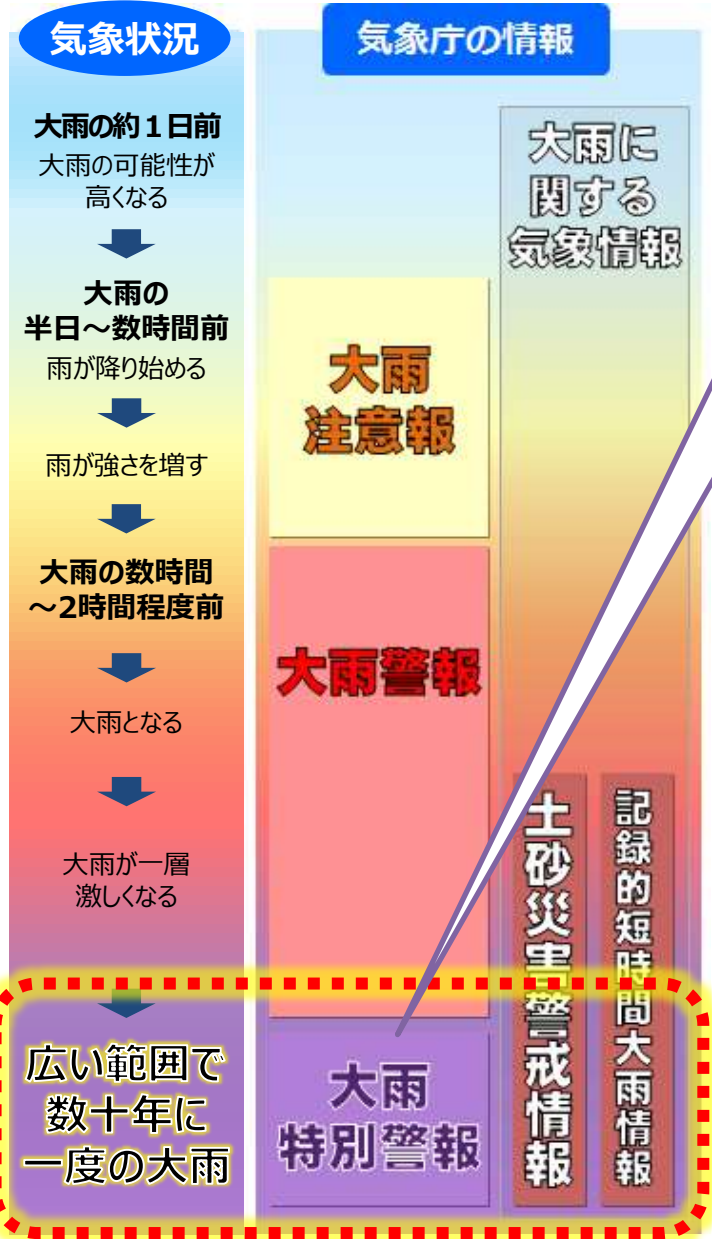 気象状況
大雨の約１日前
大雨の可能性が
高くなる
大雨の
半日～数時間前
雨が降り始める
雨が強さを増す
大雨の数時間
～2時間程度前
大雨となる
大雨が一層
激しくなる
広い範囲で
数十年に
一度の大雨
気象庁の情報
大雨
注意報
大雨警報
大雨
特別警報
大雨に
関する
気象情報
土砂災害警戒情報
記録的短時間大雨情報